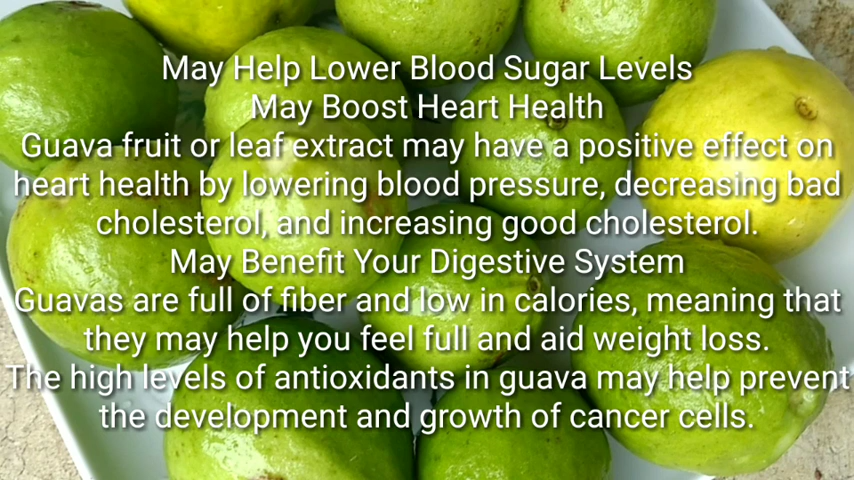 May Help Lower Blood Sugar Levels
May Boost Heart Health
Guava fruit or leaf extract may have a positive effect on
heart health by lowering blood pressure, decreasing bad
cholesterol, and increasing good cholesterol.
May Benefit Your Digestive System
Guavas are full of fiber and low in calories, meaning that
they may help you feel full and aid weight loss.
The high levels of antioxidants in guava may help prevent
the development and growth of cancer cells.